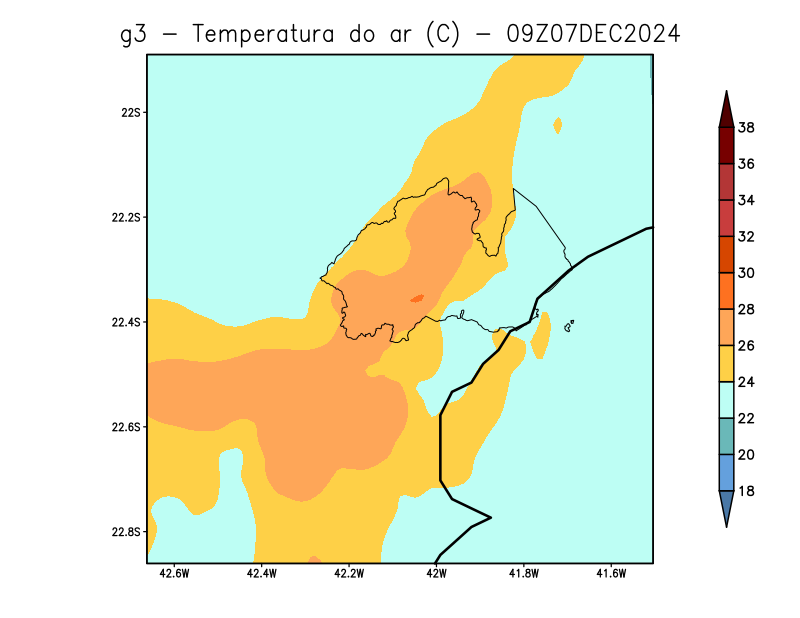 g3 - Temperatura do ar (C) - 09Z07DEC2024
22S
22.2S
22.4S
22.6S
22.8S
42.6W
42.4W
42.2W
42W
41.8W
41.6W
38
36
34
32
30
28
26
24
22
20
18